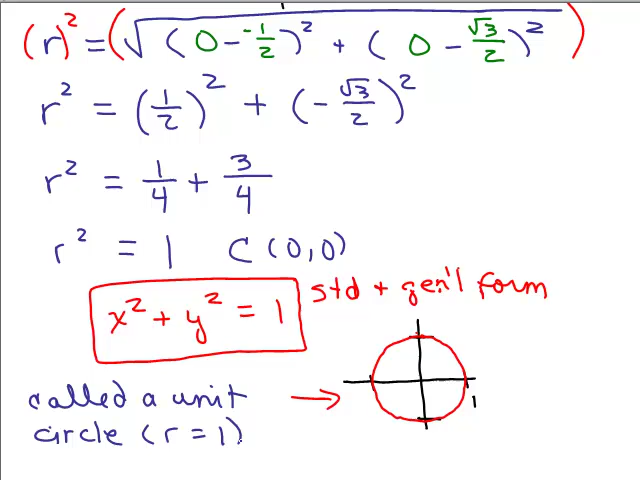 (r)² = (√(0 - -1/2)² + (0 - √3/2)²)
r² = (1/2)² + (-√3/2)²
r² = 1/4 + 3/4
r² = 1 C (0,0)
x² + y² = 1 std + gen'l form
called a unit
circle (r = 1)
1